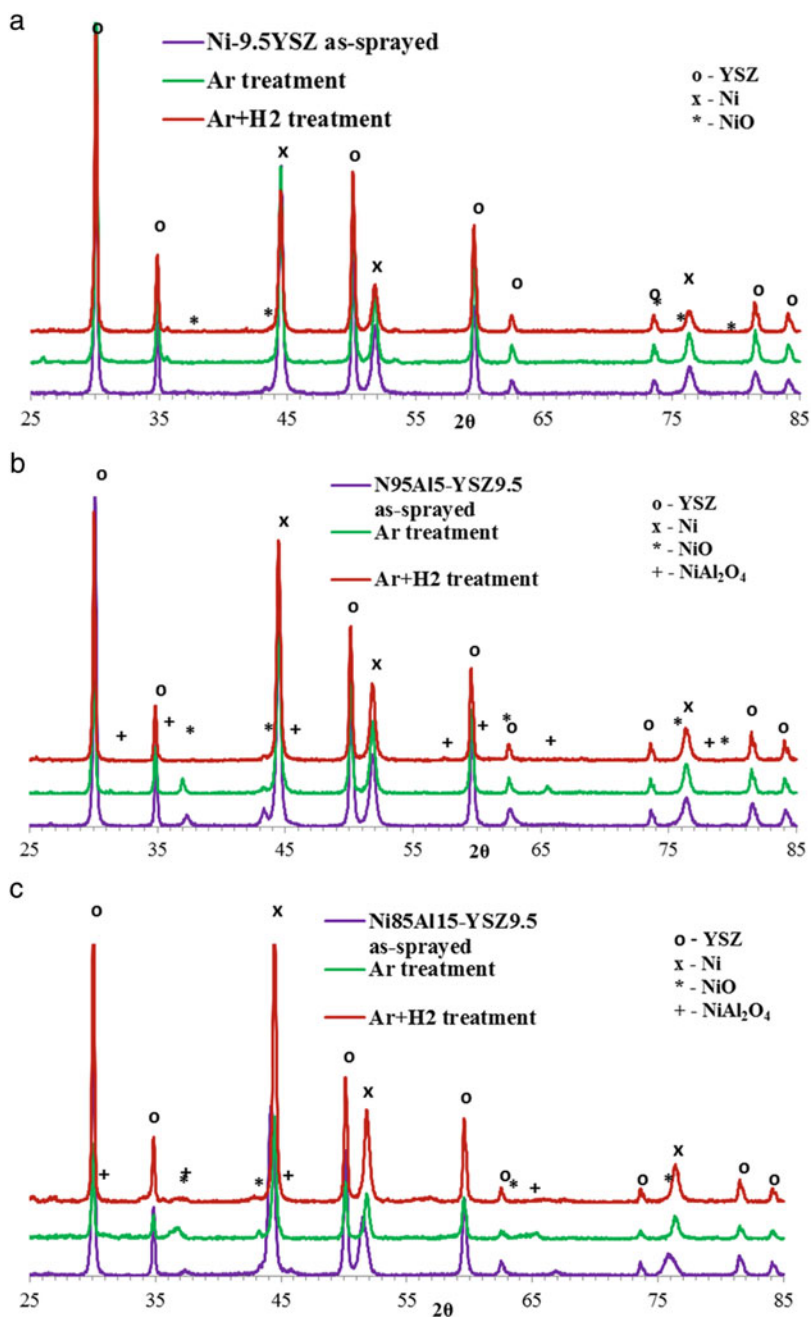 a
Ni-9.5YSZ as-sprayed
Ar treatment
Ar+H2 treatment
o - YSZ
x - Ni
* - NiO
o
o
x
o
x
o
o
o
x
o
o
*
*
*
*
*
25
35
45
55
65
75
85
2θ
b
N95Al5-YSZ9.5
as-sprayed
Ar treatment
Ar+H2 treatment
o - YSZ
x - Ni
* - NiO
+ - NiAl₂O₄
o
+
o
+
*
*
x
+
o
x
+
o
+
*
o
+
o
*
x
+
*
o
o
25
35
45
55
65
75
85
2θ
c
Ni85Al15-YSZ9.5
as-sprayed
Ar treatment
Ar+H2 treatment
o - YSZ
x - Ni
* - NiO
+ - NiAl₂O₄
o
+
o
+
*
*
x
+
o
x
o
o
*
+
o
*
x
o
o
25
35
45
55
65
75
85
2θ